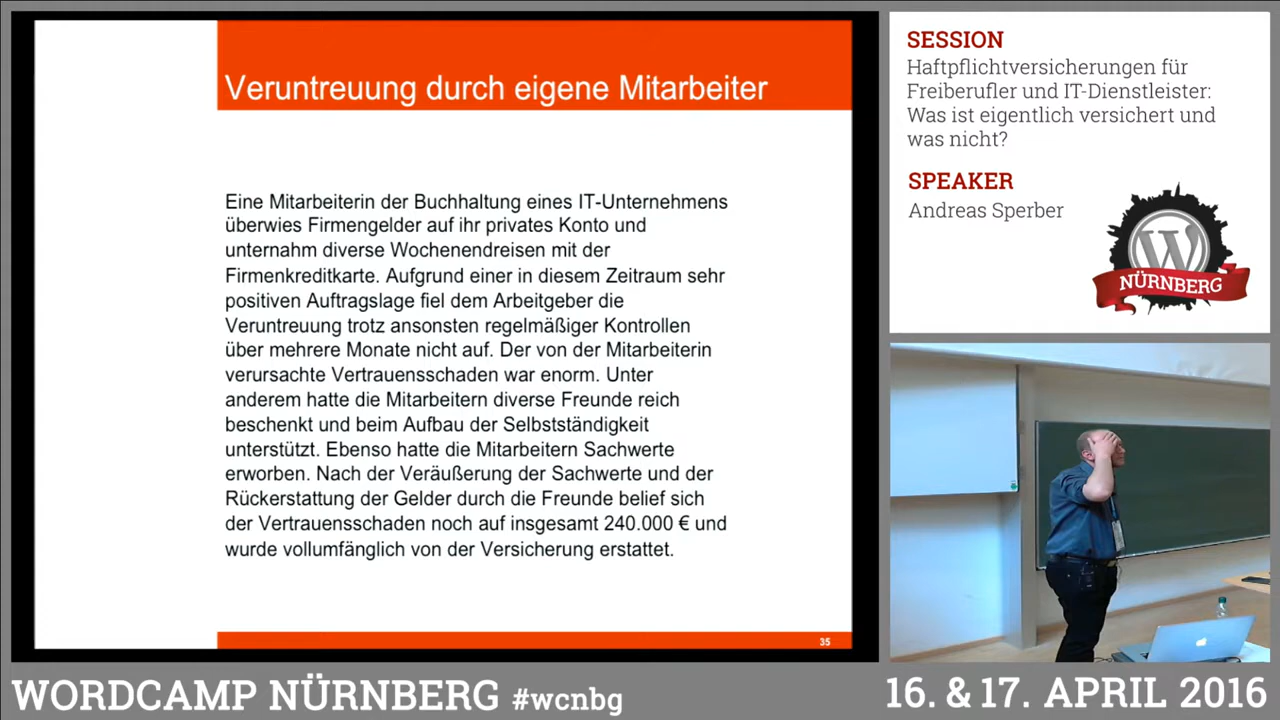 Veruntreuung durch eigene Mitarbeiter
Eine Mitarbeiterin der Buchhaltung eines IT-Unternehmens
überwies Firmengelder auf ihr privates Konto und
unternahm diverse Wochenendreisen mit der
Firmenkreditkarte. Aufgrund einer in diesem Zeitraum sehr
positiven Auftragslage fiel dem Arbeitgeber die
Veruntreuung trotz ansonsten regelmäßiger Kontrollen
über mehrere Monate nicht auf. Der von der Mitarbeiterin
verursachte Vertrauensschaden war enorm. Unter
anderem hatte die Mitarbeitern diverse Freunde reich
beschenkt und beim Aufbau der Selbstständigkeit
unterstützt. Ebenso hatte die Mitarbeitern Sachwerte
erworben. Nach der Veräußerung der Sachwerte und der
Rückerstattung der Gelder durch die Freunde belief sich
der Vertrauensschaden noch auf insgesamt 240.000 € und
wurde vollumfänglich von der Versicherung erstattet.
35
SESSION
Haftpflichtversicherungen für
Freiberufler und IT-Dienstleister:
Was ist eigentlich versichert und
was nicht?
SPEAKER
Andreas Sperber
W
NÜRNBERG
WORDCAMP NÜRNBERG #wcnbg
16. & 17. APRIL 2016